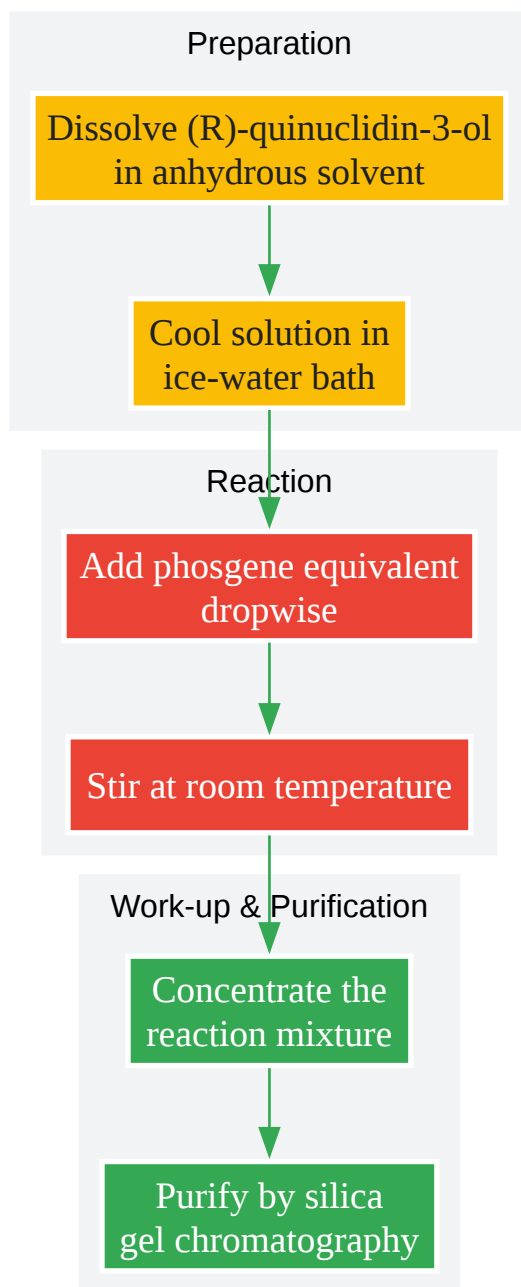 Preparation
Dissolve (R)-quinuclidin-3-ol
in anhydrous solvent
Cool solution in
ice-water bath
Reaction
Add phosgene equivalent
dropwise
Stir at room temperature
Work-up & Purification
Concentrate the
reaction mixture
Purify by silica
gel chromatography